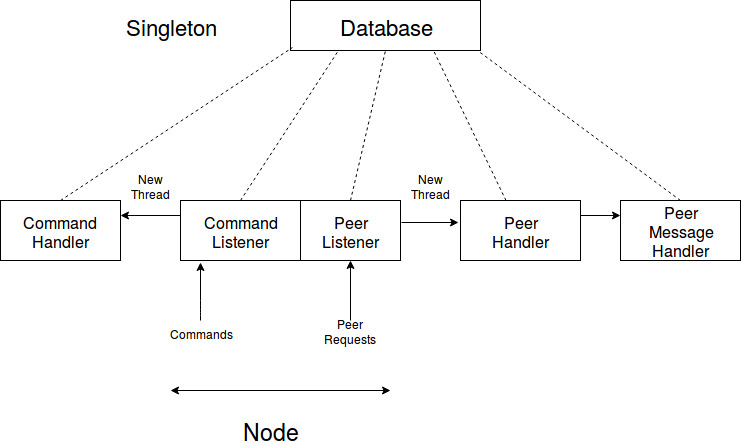 Singleton
Database
New
Thread
New
Thread
Command
Handler
Command
Listener
Peer
Listener
Peer
Handler
Peer
Message
Handler
Commands
Peer
Requests
Node